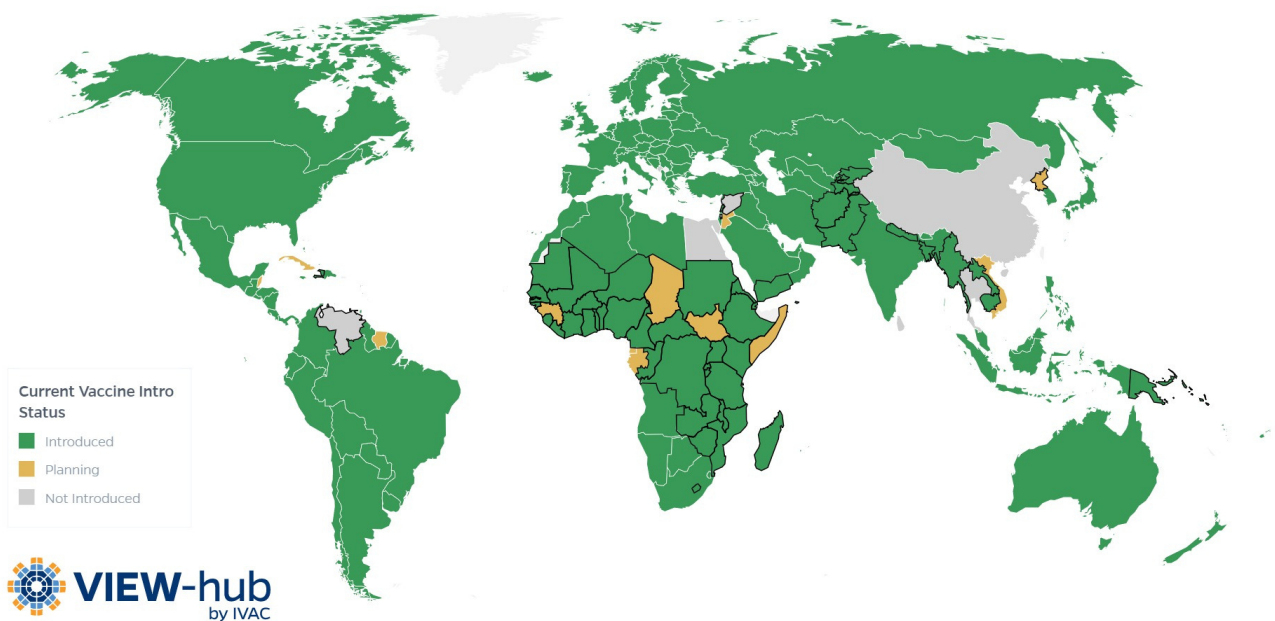 Current Vaccine Intro
Status
Introduced
Planning
Not Introduced
VIEW-hub
by IVAC